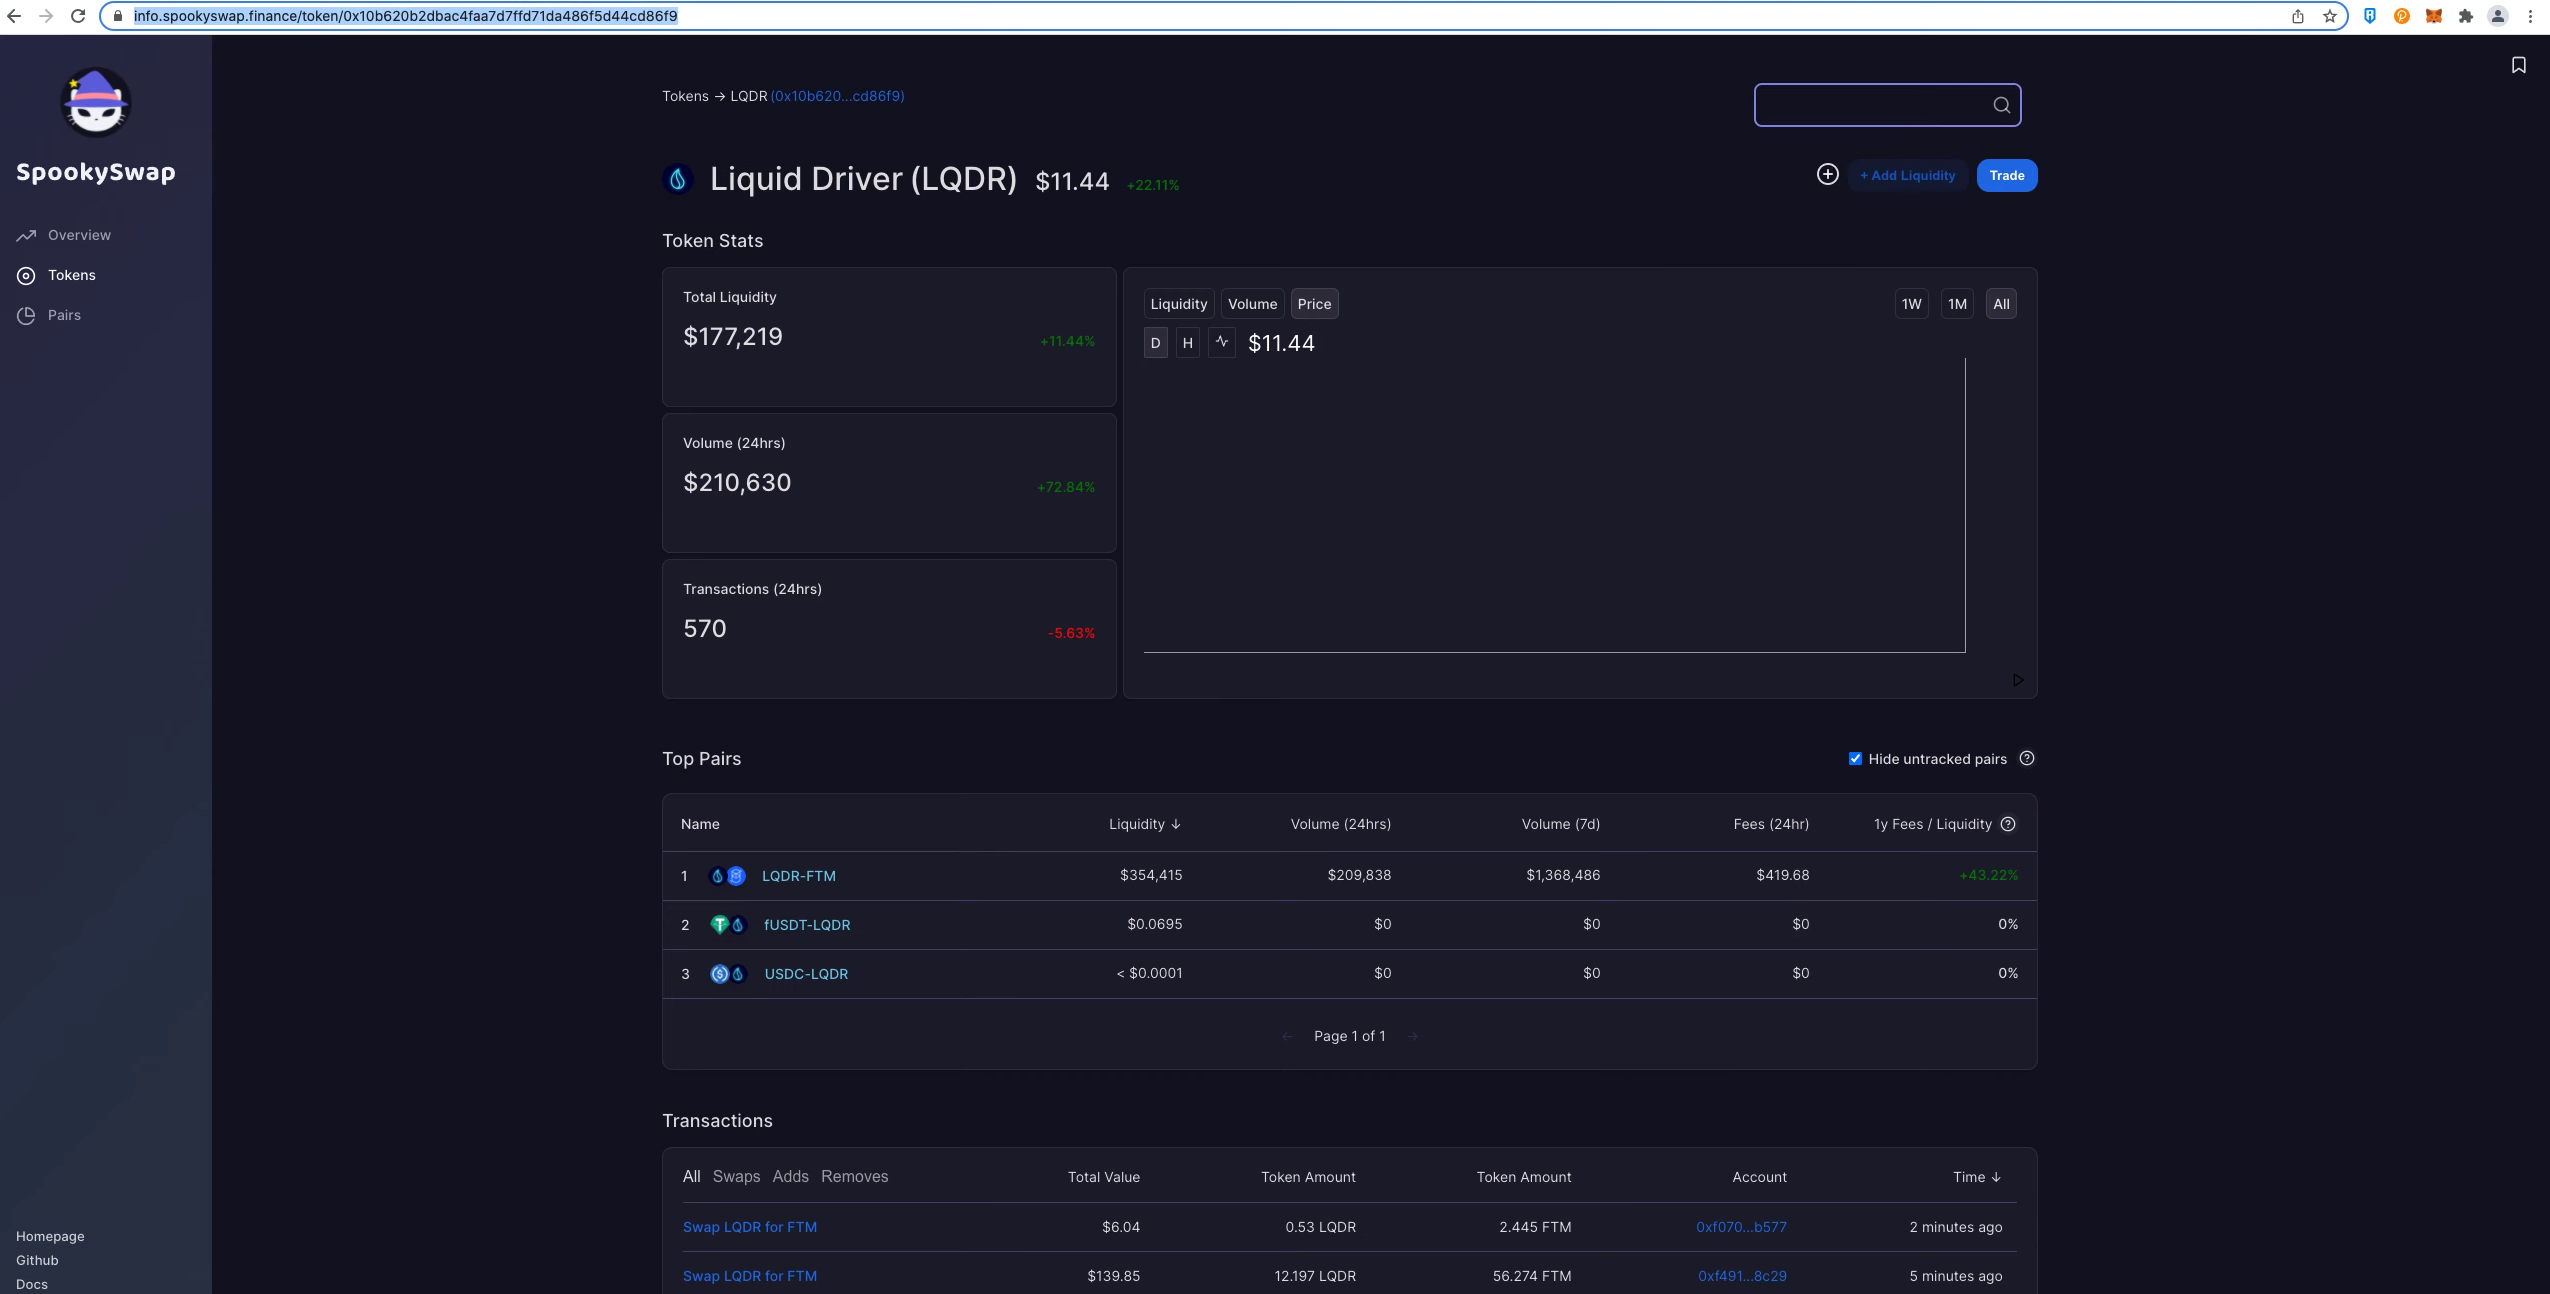 info.spookyswap.finance/token/0x10b620b2dbac4faa7d7ffd71da486f5d44cd86f9
SpookySwap
Overview
Tokens
Pairs
Homepage
Github
Docs
Tokens → LQDR (0x10b620...cd86f9)
Liquid Driver (LQDR) $11.44 +22.11%
+ Add Liquidity Trade
Token Stats
Total Liquidity
$177,219 +11.44%
Volume (24hrs)
$210,630 +72.84%
Transactions (24hrs)
570 -5.63%
Liquidity Volume Price 1W 1M All
D H $11.44
Top Pairs Hide untracked pairs
Name Liquidity ↓ Volume (24hrs) Volume (7d) Fees (24hr) 1y Fees / Liquidity
1 LQDR-FTM $354,415 $209,838 $1,368,486 $419.68 +43.22%
2 fUSDT-LQDR $0.0695 $0 $0 $0 0%
3 USDC-LQDR < $0.0001 $0 $0 $0 0%
← Page 1 of 1 →
Transactions
All Swaps Adds Removes Total Value Token Amount Token Amount Account Time ↓
Swap LQDR for FTM $6.04 0.53 LQDR 2.445 FTM 0xf070...b577 2 minutes ago
Swap LQDR for FTM $139.85 12.197 LQDR 56.274 FTM 0xf491...8c29 5 minutes ago